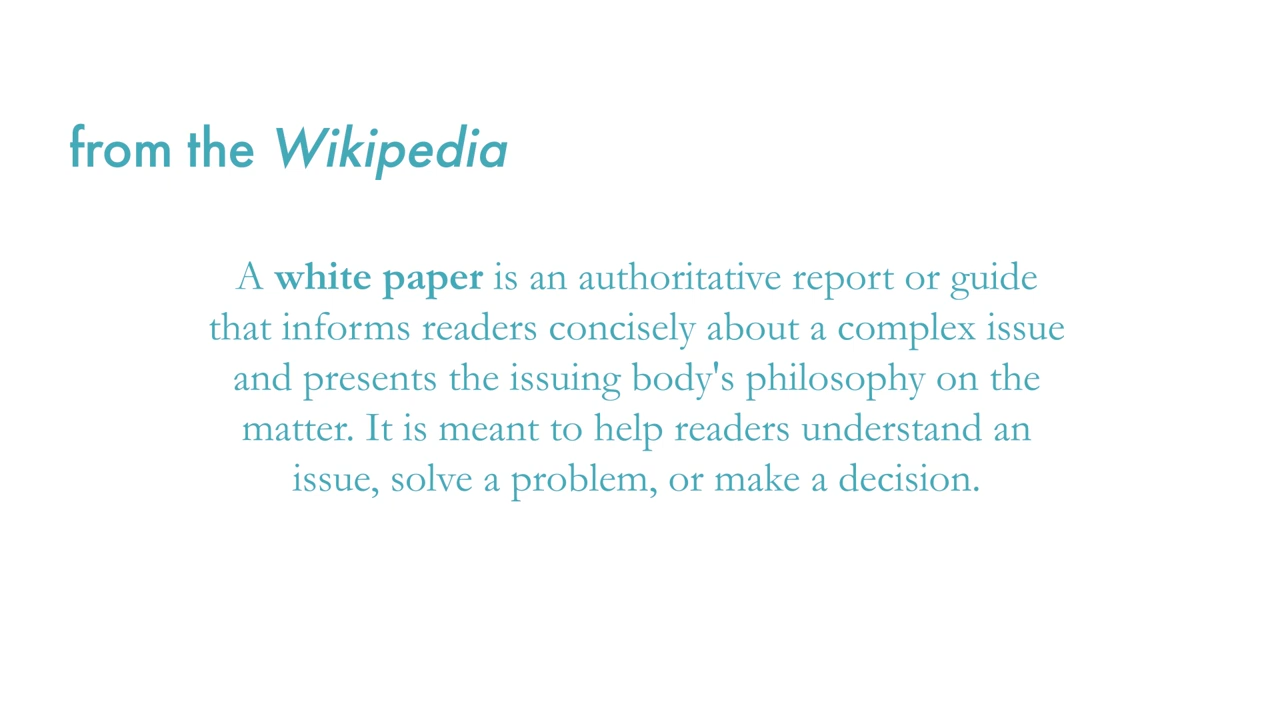 from the Wikipedia
A white paper is an authoritative report or guide
that informs readers concisely about a complex issue
and presents the issuing body's philosophy on the
matter. It is meant to help readers understand an
issue, solve a problem, or make a decision.